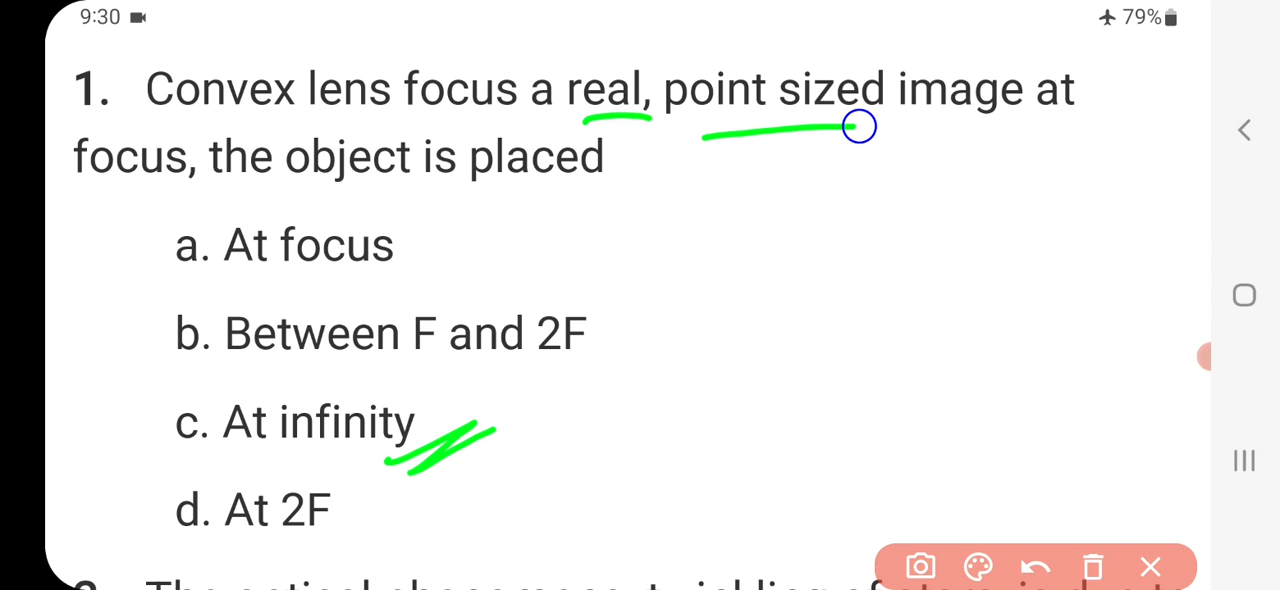 9:30 79%
1. Convex lens focus a real, point sized image at
focus, the object is placed
a. At focus
b. Between F and 2F
c. At infinity
d. At 2F